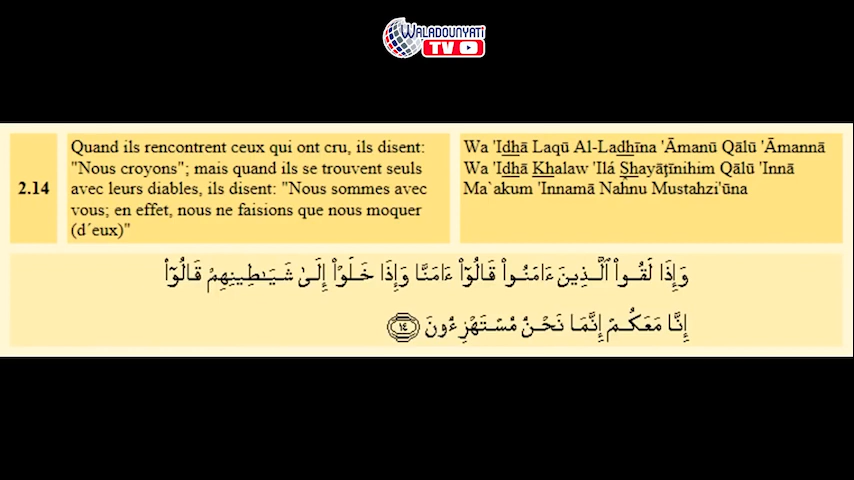 WALADOUNYATI
TV
2.14
Quand ils rencontrent ceux qui ont cru, ils disent:
"Nous croyons"; mais quand ils se trouvent seuls
avec leurs diables, ils disent: "Nous sommes avec
vous; en effet, nous ne faisions que nous moquer
(d´eux)"
Wa 'Idhā Laqū Al-Ladhīna 'Āmanū Qālū 'Āmannā
Wa 'Idhā Khalaw 'Ilá Shayāţīnihim Qālū 'Innā
Ma`akum 'Innamā Naĥnu Mustahzi'ūna
وَإِذَا لَقُوا۟ ٱلَّذِينَ ءَامَنُوا۟ قَالُوٓا۟ ءَامَنَّا وَإِذَا خَلَوْا۟ إِلَىٰ شَيَـٰطِينِهِمْ قَالُوٓا۟
إِنَّا مَعَكُمْ إِنَّمَا نَحْنُ مُسْتَهْزِءُونَ ١٤